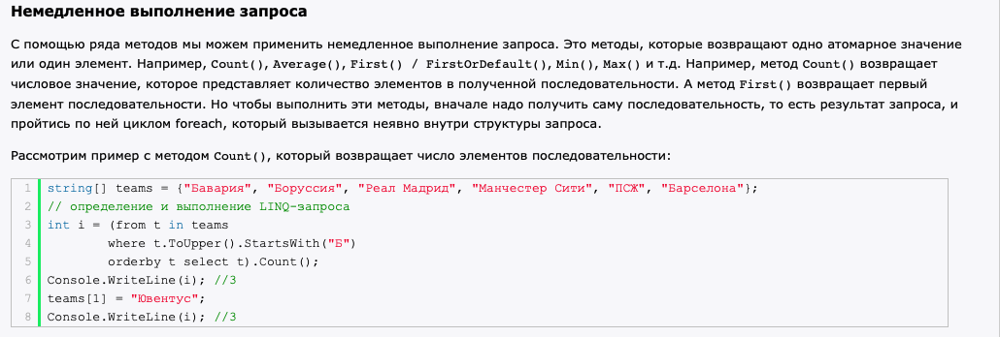 Немедленное выполнение запроса
С помощью ряда методов мы можем применить немедленное выполнение запроса. Это методы, которые возвращают одно атомарное значение
или один элемент. Например, Count(), Average(), First() / FirstOrDefault(), Min(), Max() и т.д. Например, метод Count() возвращает
числовое значение, которое представляет количество элементов в полученной последовательности. А метод First() возвращает первый
элемент последовательности. Но чтобы выполнить эти методы, вначале надо получить саму последовательность, то есть результат запроса, и
пройтись по ней циклом foreach, который вызывается неявно внутри структуры запроса.
Рассмотрим пример с методом Count(), который возвращает число элементов последовательности:
1 string[] teams = {"Бавария", "Боруссия", "Реал Мадрид", "Манчестер Сити", "ПСЖ", "Барселона"};
2 // определение и выполнение LINQ-запроса
3 int i = (from t in teams
4 where t.ToUpper().StartsWith("Б")
5 orderby t select t).Count();
6 Console.WriteLine(i); //3
7 teams[1] = "Ювентус";
8 Console.WriteLine(i); //3